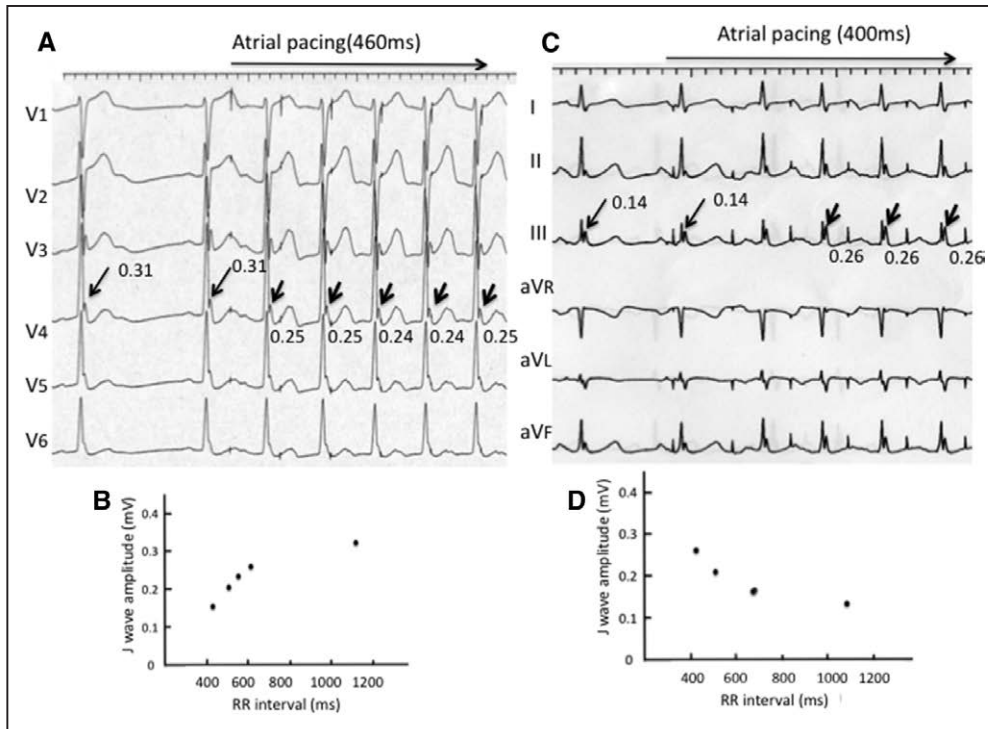 A
Atrial pacing(460ms)
V1
V2
V3
0.31
0.31
V4
0.25
0.25
0.24
0.24
0.25
V5
V6
C
Atrial pacing (400ms)
I
II
0.14
0.14
III
0.26
0.26
0.26
aVR
aVL
aVF
B
J wave amplitude (mV)
0.4
0.3
0.2
0.1
0
400 600 800 1000 1200
RR interval (ms)
D
J wave amplitude (mV)
0.4
0.3
0.2
0.1
0
400 600 800 1000 1200
RR interval (ms)